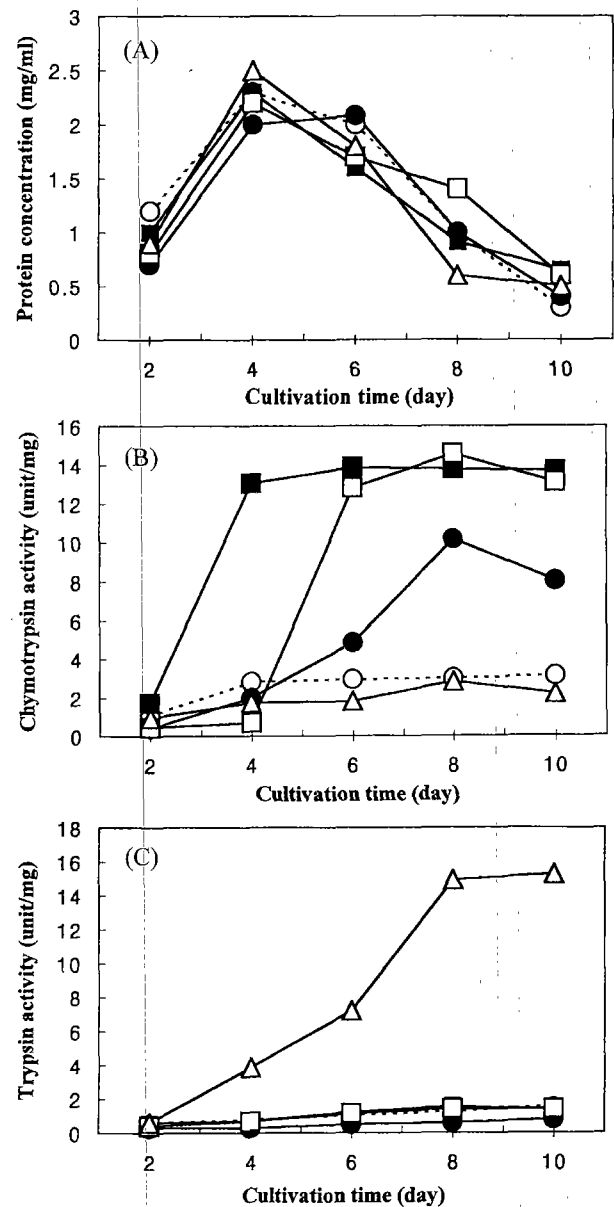 (A)
Protein concentration (mg/ml)
3
2.5
2
1.5
1
0.5
0
2 4 6 8 10
Cultivation time (day)
(B)
Chymotrypsin activity (unit/mg)
16
14
12
10
8
6
4
2
0
2 4 6 8 10
Cultivation time (day)
(C)
Trypsin activity (unit/mg)
18
16
14
12
10
8
6
4
2
0
2 4 6 8 10
Cultivation time (day)